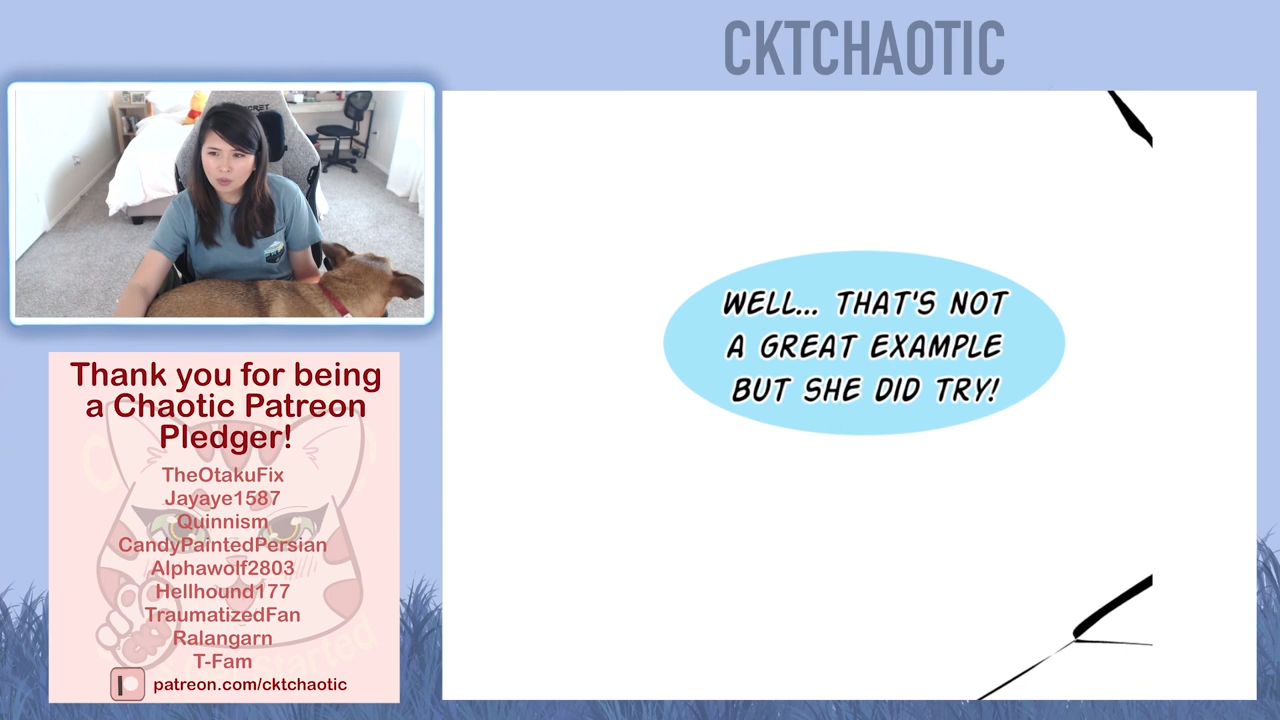 CKTCHAOTIC
WELL... THAT'S NOT
A GREAT EXAMPLE
BUT SHE DID TRY!
Thank you for being
a Chaotic Patreon
Pledger!
TheOtakuFix
Jayaye1587
Quinnism
CandyPaintedPersian
Alphawolf2803
Hellhound177
TraumatizedFan
Ralangarn
T-Fam
patreon.com/cktchaotic